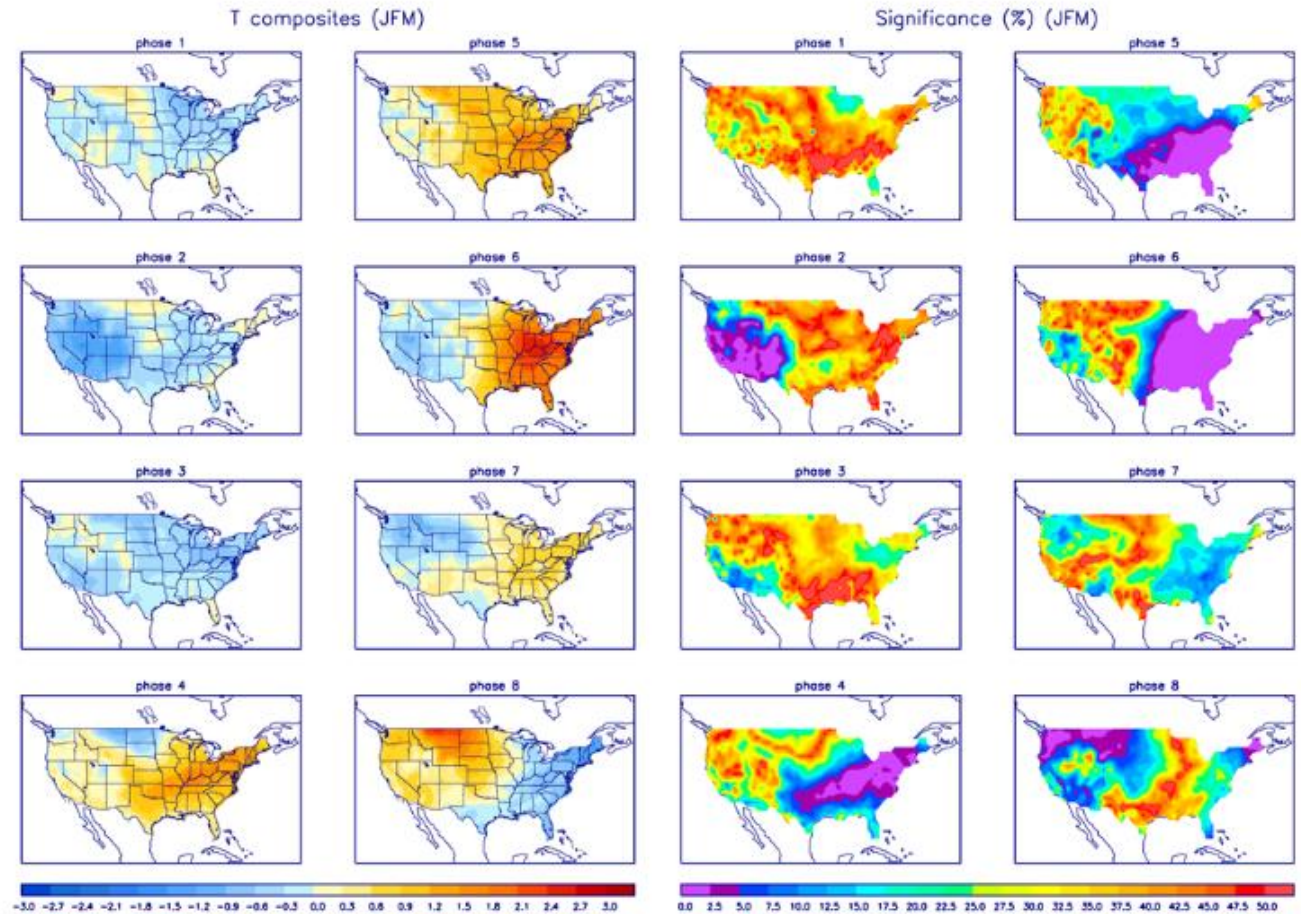 T composites (JFM)
Significance (%) (JFM)
phase 1
phase 5
phase 1
phase 5
phase 2
phase 6
phase 2
phase 6
phase 3
phase 7
phase 3
phase 7
phase 4
phase 8
phase 4
phase 8
-3.0 -2.7 -2.4 -2.1 -1.8 -1.5 -1.2 -0.9 -0.6 -0.3 0.0 0.3 0.6 0.9 1.2 1.5 1.8 2.1 2.4 2.7 3.0
0.0 2.5 5.0 7.5 10.0 12.5 15.0 17.5 20.0 22.5 25.0 27.5 30.0 32.5 35.0 37.5 40.0 42.5 45.0 47.5 50.0